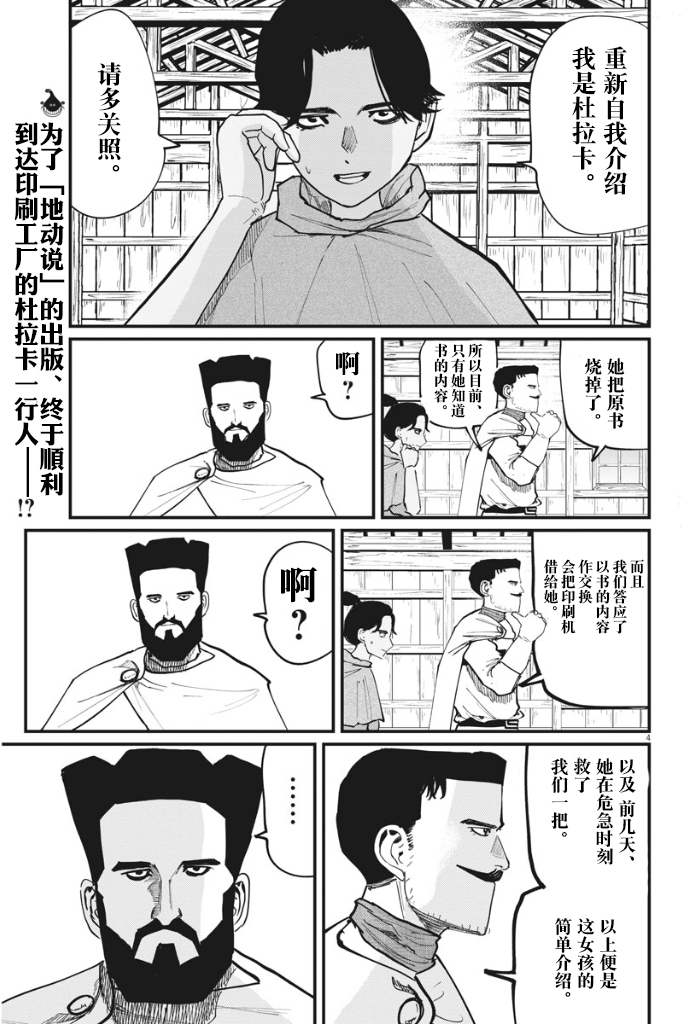 重新自我介绍
我是杜拉卡。
请多关照。
为了「地动说」的出版、终于顺利
到达印刷工厂的杜拉卡一行人——!?
她把原书
烧掉了。
所以目前、
只有她知道
书的内容。
啊？
而且
我们答应了
以书的内容
作交换
会把印刷机
借给她。
啊？
4
以及 前几天、
她在危急时刻
救了
我们一把。
以上便是
这女孩的
简单介绍。
……